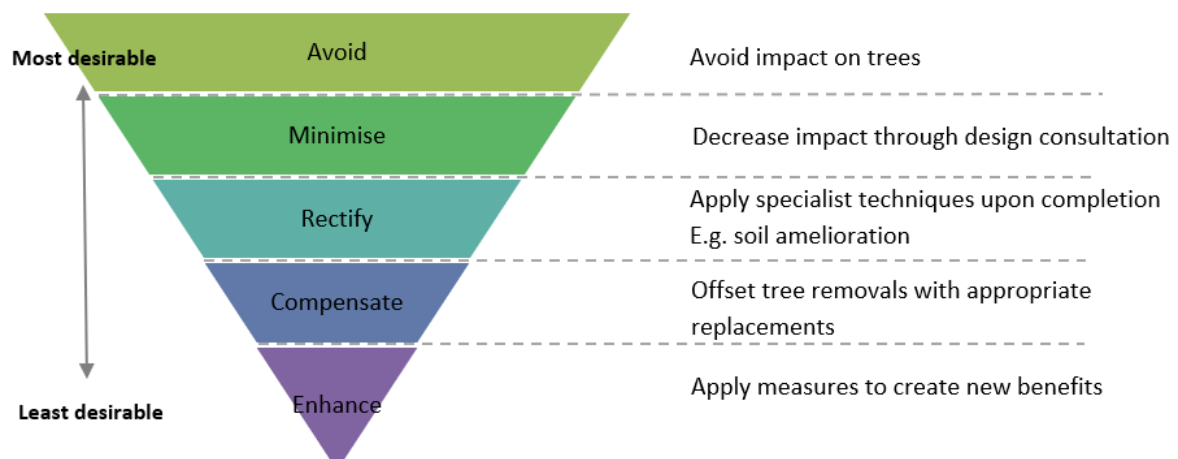 Most desirable
Avoid
Avoid impact on trees
Minimise
Decrease impact through design consultation
Rectify
Apply specialist techniques upon completion
E.g. soil amelioration
Compensate
Offset tree removals with appropriate
replacements
Enhance
Apply measures to create new benefits
Least desirable